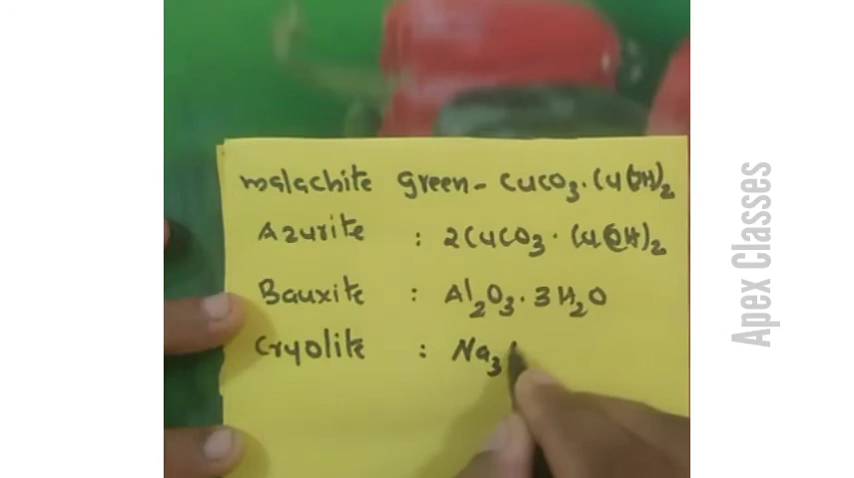 malachite green - CuCO3.Cu(OH)2
Azurite : 2CuCO3.Cu(OH)2
Bauxite : Al2O3.3H2O
Cryolite : Na3
Apex Classes